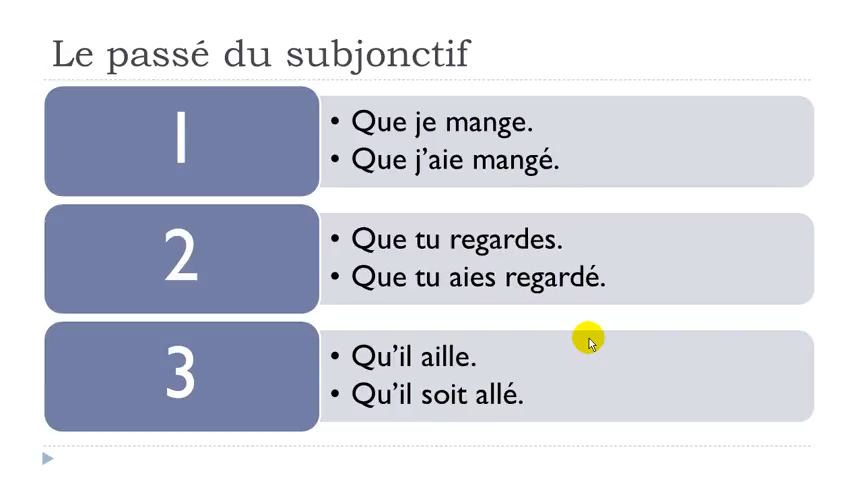 Le passé du subjonctif
1
• Que je mange.
• Que j’aie mangé.
2
• Que tu regardes.
• Que tu aies regardé.
3
• Qu’il aille.
• Qu’il soit allé.